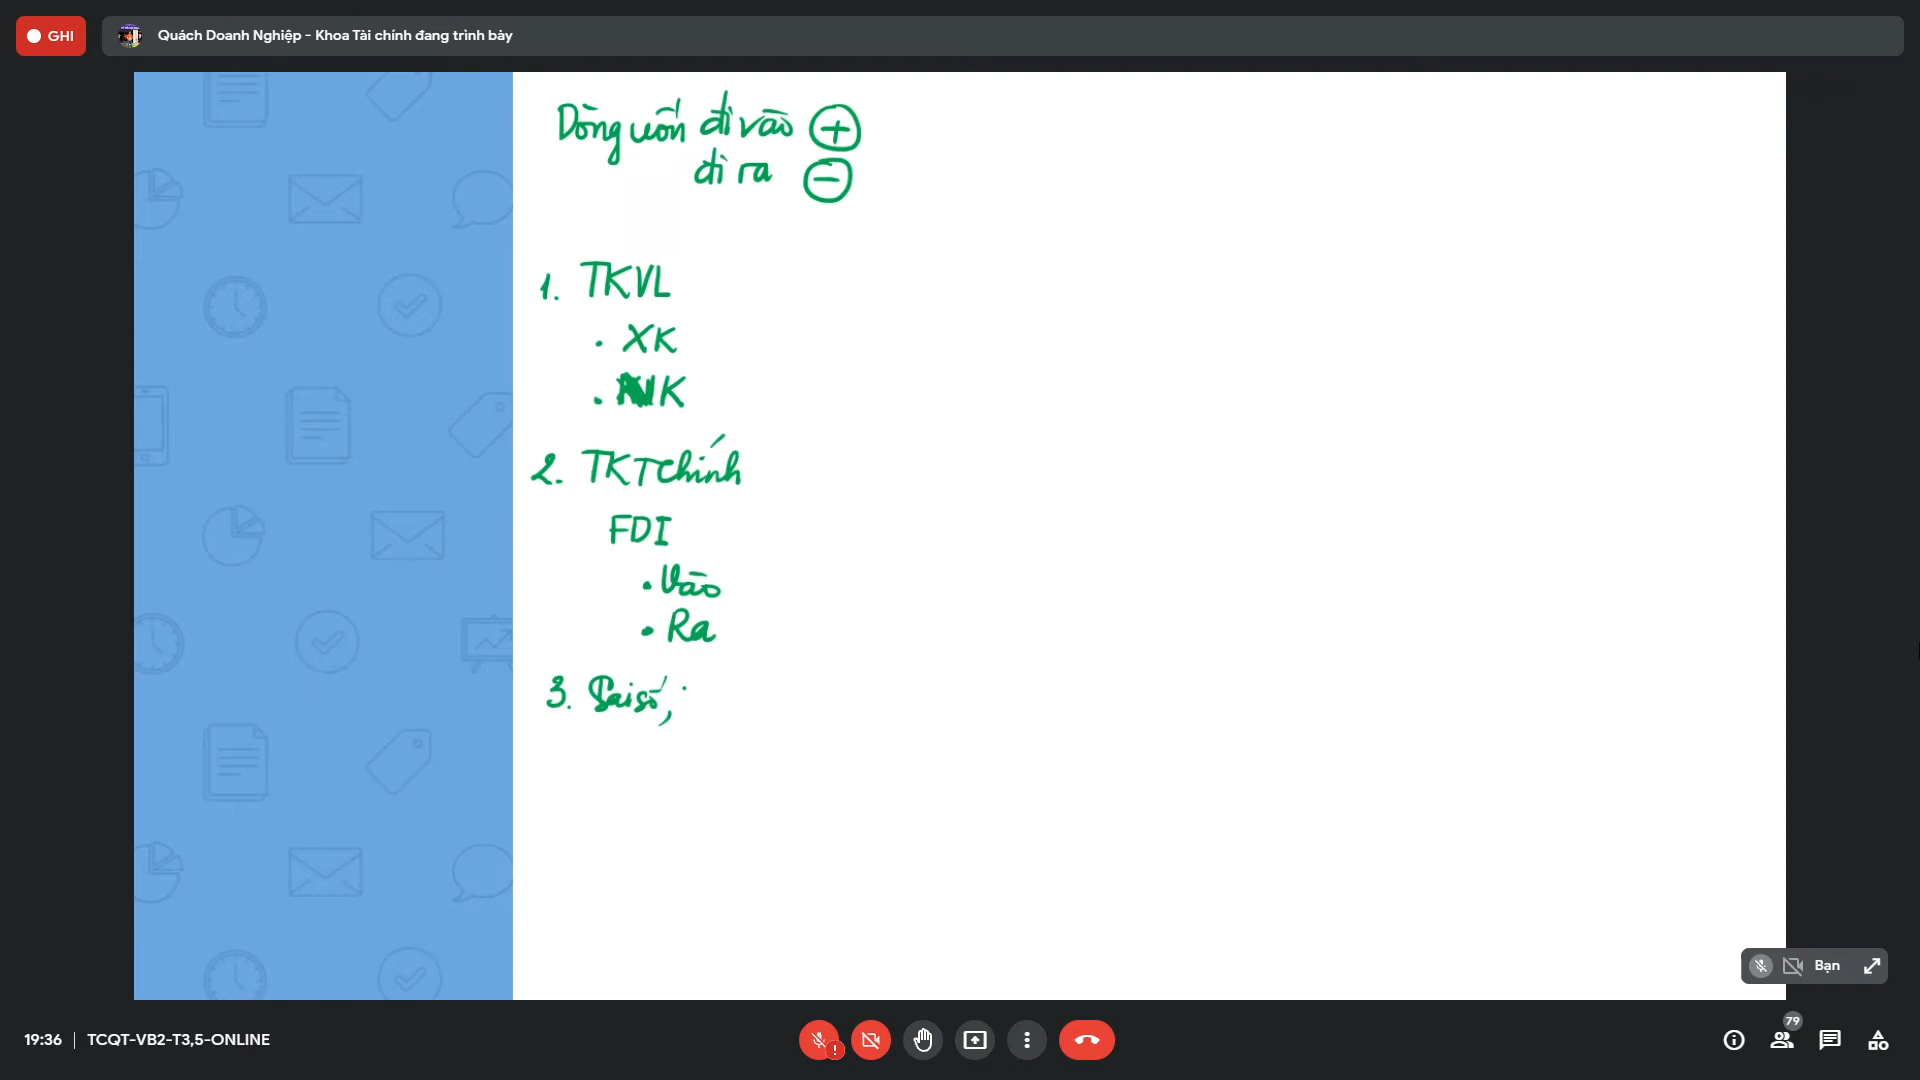 GHI
Quách Doanh Nghiệp - Khoa Tài chính đang trình bày
Dòng vốn đi vào +
đi ra −
1. TKVL
. XK
. NK
2. TKTChính
FDI
. Vào
. Ra
3. Sai số,
Bạn
19:36 | TCQT-VB2-T3,5-ONLINE
79